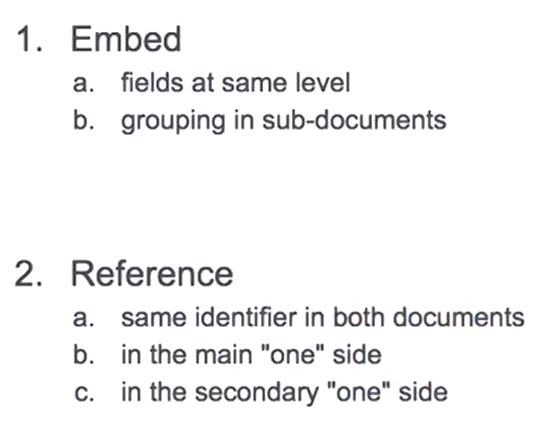 1. Embed
a. fields at same level
b. grouping in sub-documents
2. Reference
a. same identifier in both documents
b. in the main "one" side
c. in the secondary "one" side